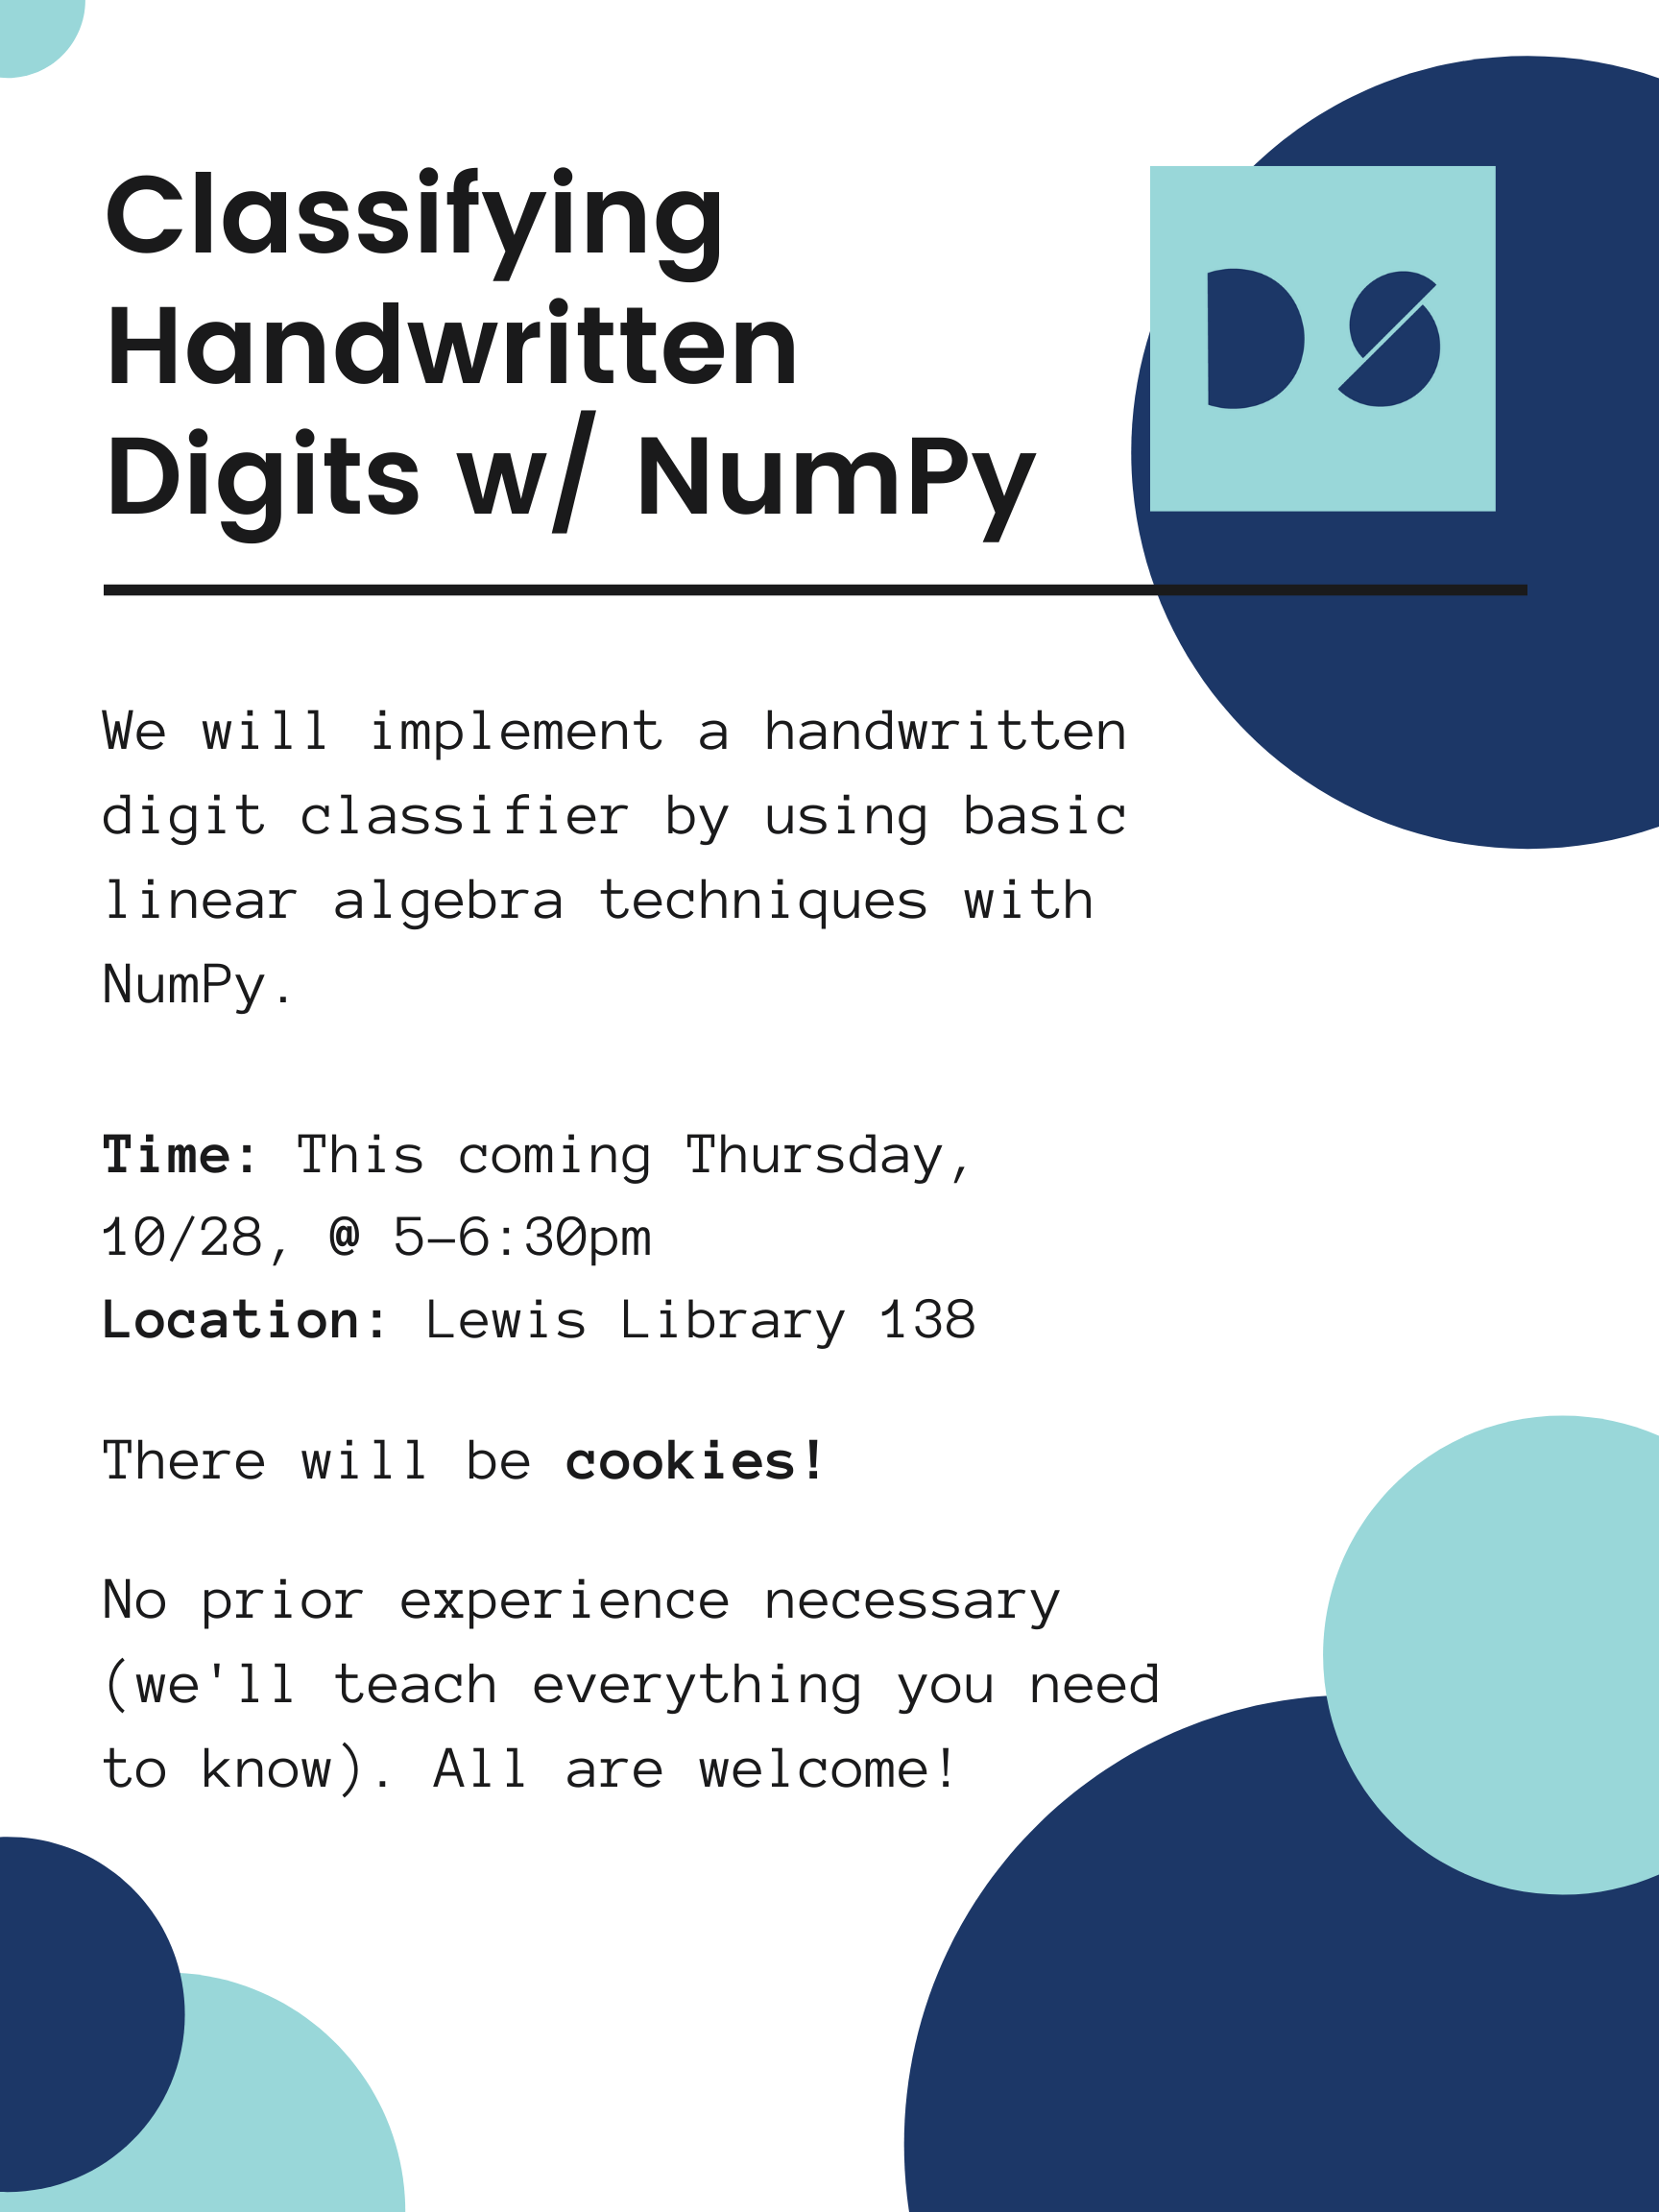 Classifying
Handwritten
Digits w/ NumPy
DS
We will implement a handwritten
digit classifier by using basic
linear algebra techniques with
NumPy.
Time: This coming Thursday,
10/28, @ 5–6:30pm
Location: Lewis Library 138
There will be cookies!
No prior experience necessary
(we'll teach everything you need
to know). All are welcome!